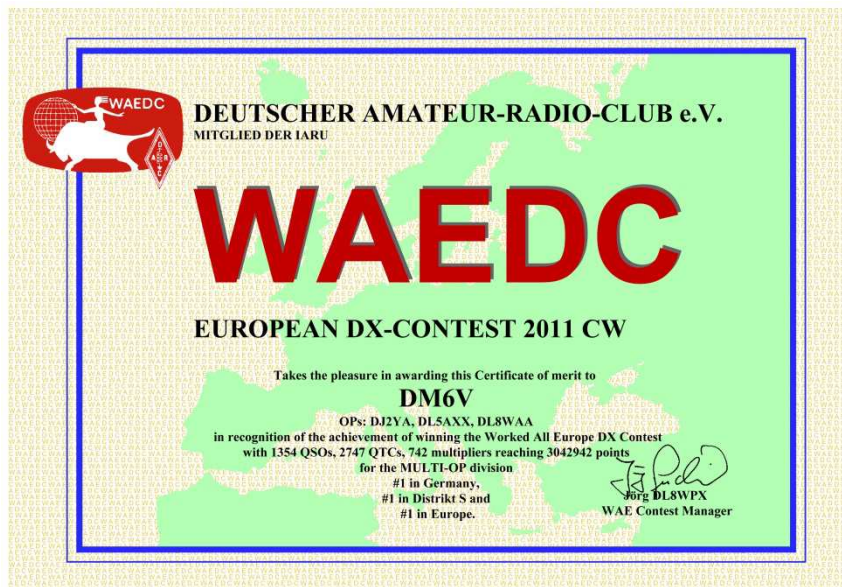 WAEDC
DARC
DEUTSCHER AMATEUR-RADIO-CLUB e.V.
MITGLIED DER IARU
WAEDC
EUROPEAN DX-CONTEST 2011 CW
Takes the pleasure in awarding this Certificate of merit to
DM6V
OPs: DJ2YA, DL5AXX, DL8WAA
in recognition of the achievement of winning the Worked All Europe DX Contest
with 1354 QSOs, 2747 QTCs, 742 multipliers reaching 3042942 points
for the MULTI-OP division
#1 in Germany,
#1 in Distrikt S and
#1 in Europe.
Jörg DL8WPX
WAE Contest Manager